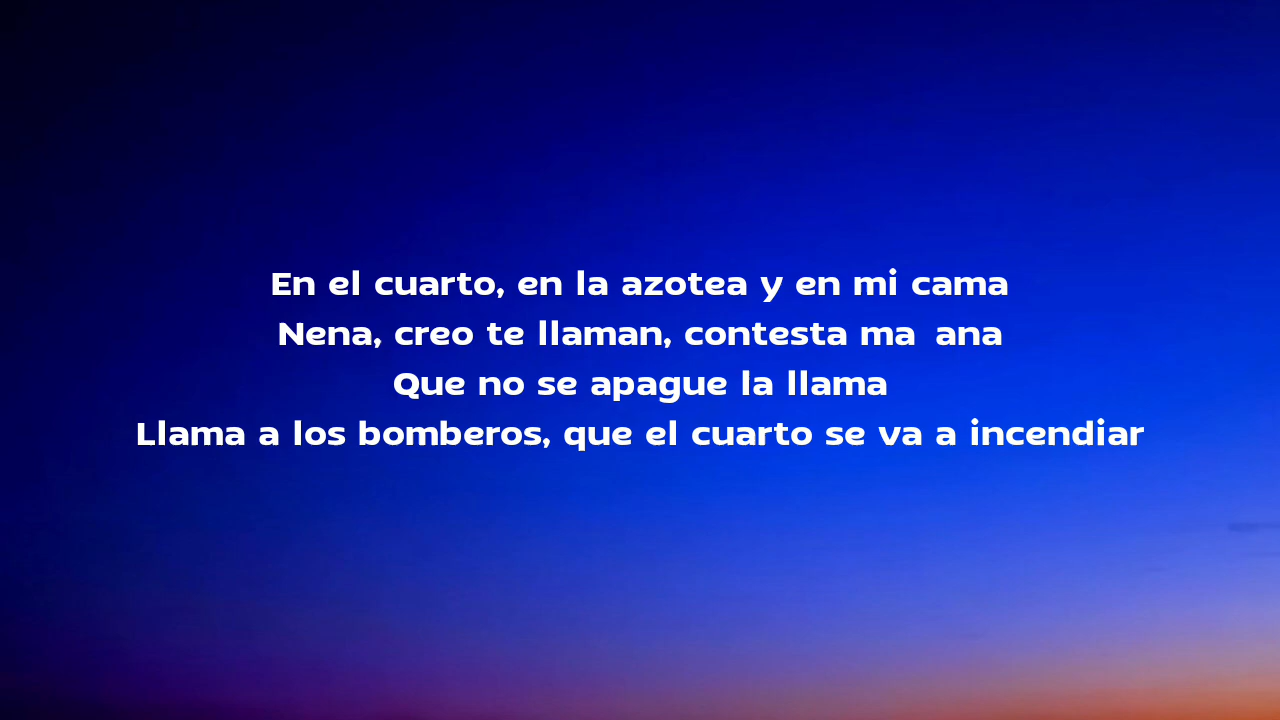 En el cuarto, en la azotea y en mi cama
Nena, creo te llaman, contesta ma ana
Que no se apague la llama
Llama a los bomberos, que el cuarto se va a incendiar